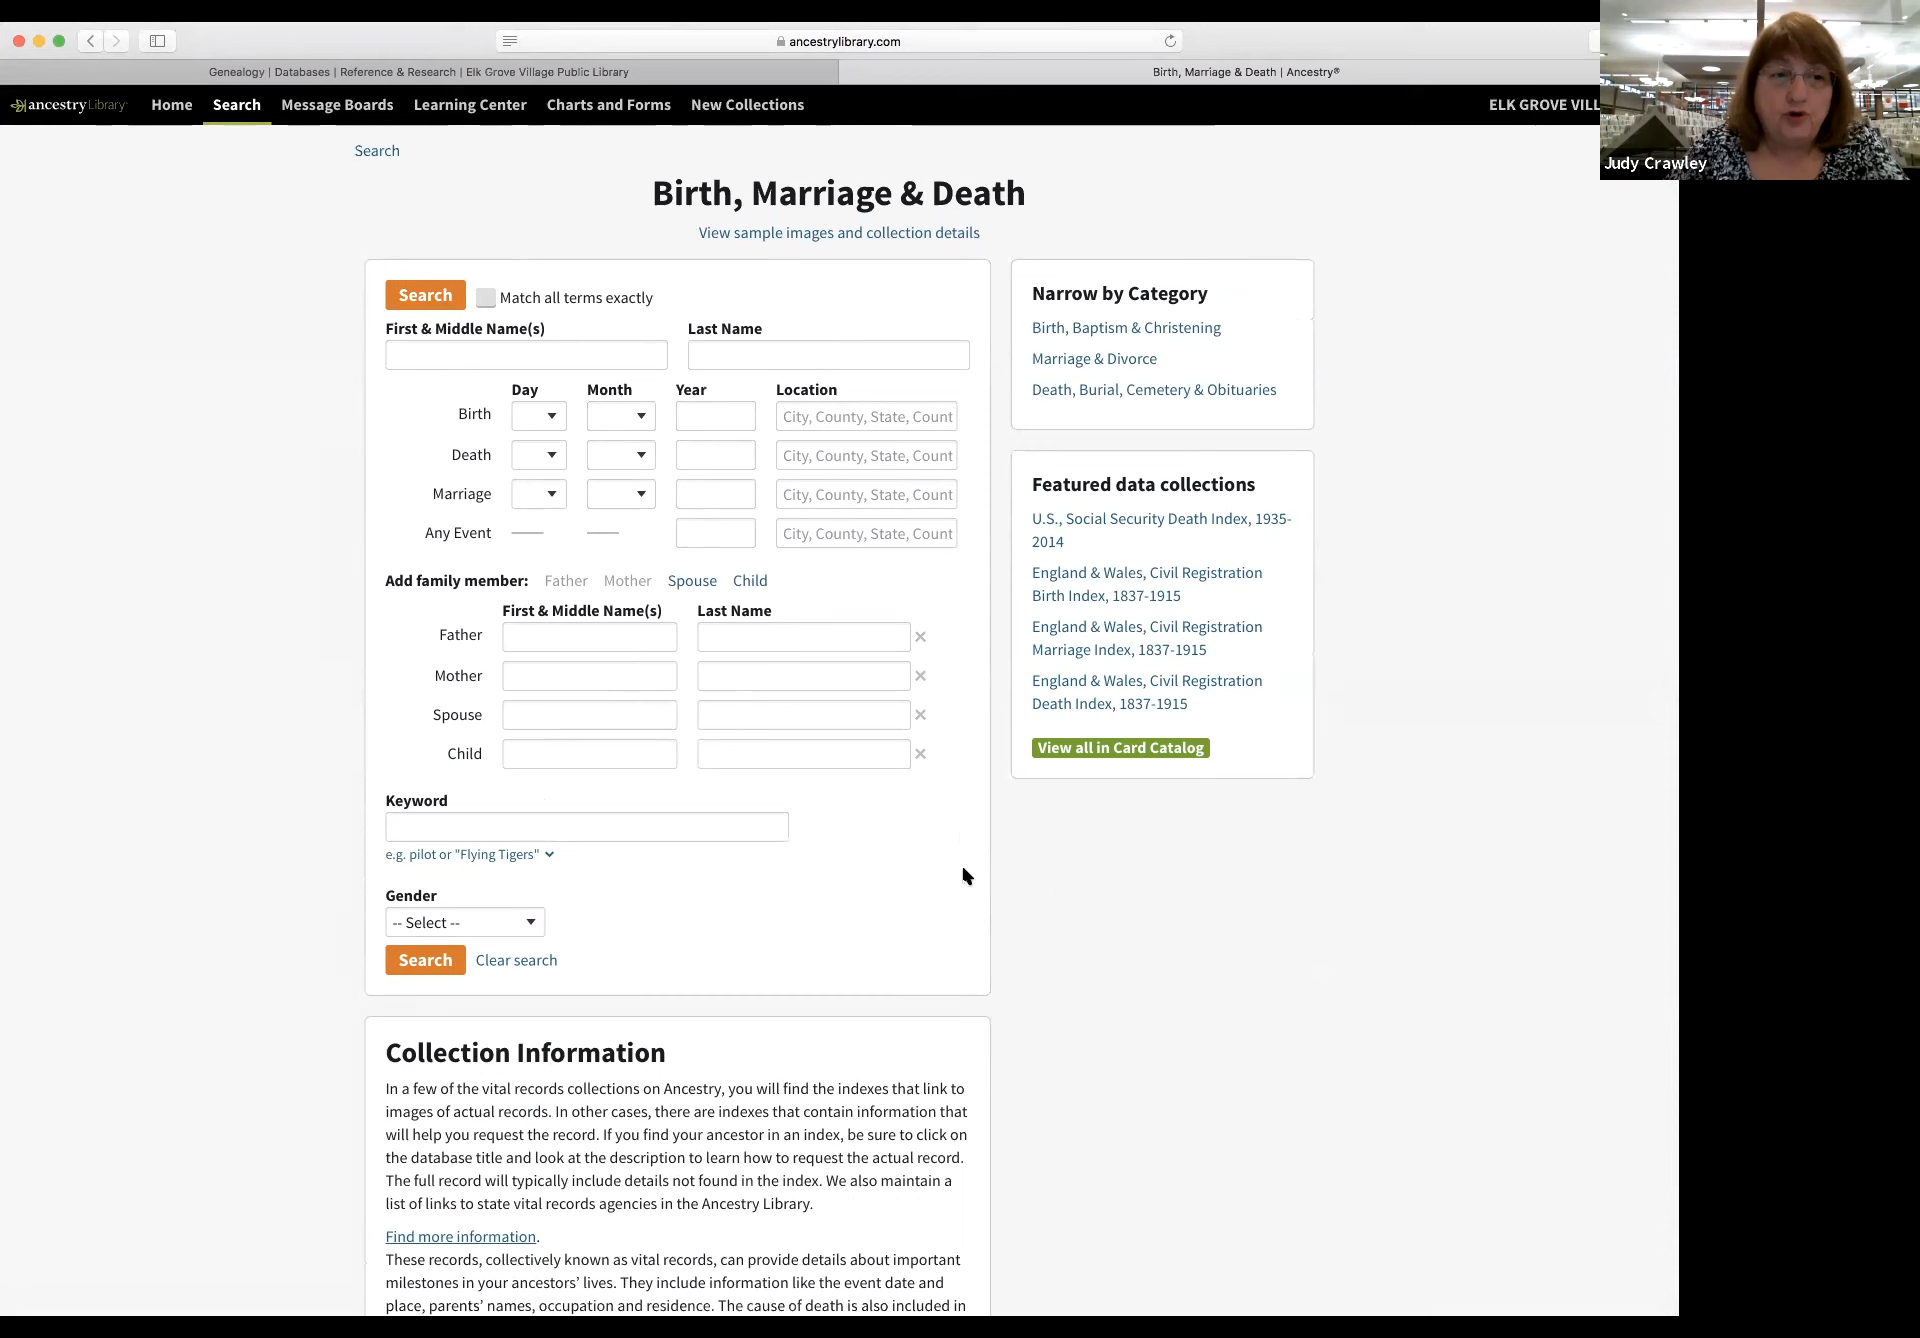 ancestrylibrary.com
Genealogy | Databases | Reference & Research | Elk Grove Village Public Library
Birth, Marriage & Death | Ancestry®
ancestryLibrary
Home
Search
Message Boards
Learning Center
Charts and Forms
New Collections
ELK GROVE VILL
Judy Crawley
Search
Birth, Marriage & Death
View sample images and collection details
Search
Match all terms exactly
First & Middle Name(s) Last Name
Day Month Year Location
Birth City, County, State, Count
Death City, County, State, Count
Marriage City, County, State, Count
Any Event City, County, State, Count
Add family member: Father Mother Spouse Child
First & Middle Name(s) Last Name
Father
Mother
Spouse
Child
Keyword
e.g. pilot or "Flying Tigers"
Gender
-- Select --
Search Clear search
Narrow by Category
Birth, Baptism & Christening
Marriage & Divorce
Death, Burial, Cemetery & Obituaries
Featured data collections
U.S., Social Security Death Index, 1935-
2014
England & Wales, Civil Registration
Birth Index, 1837-1915
England & Wales, Civil Registration
Marriage Index, 1837-1915
England & Wales, Civil Registration
Death Index, 1837-1915
View all in Card Catalog
Collection Information
In a few of the vital records collections on Ancestry, you will find the indexes that link to
images of actual records. In other cases, there are indexes that contain information that
will help you request the record. If you find your ancestor in an index, be sure to click on
the database title and look at the description to learn how to request the actual record.
The full record will typically include details not found in the index. We also maintain a
list of links to state vital records agencies in the Ancestry Library.
Find more information.
These records, collectively known as vital records, can provide details about important
milestones in your ancestors’ lives. They include information like the event date and
place, parents’ names, occupation and residence. The cause of death is also included in